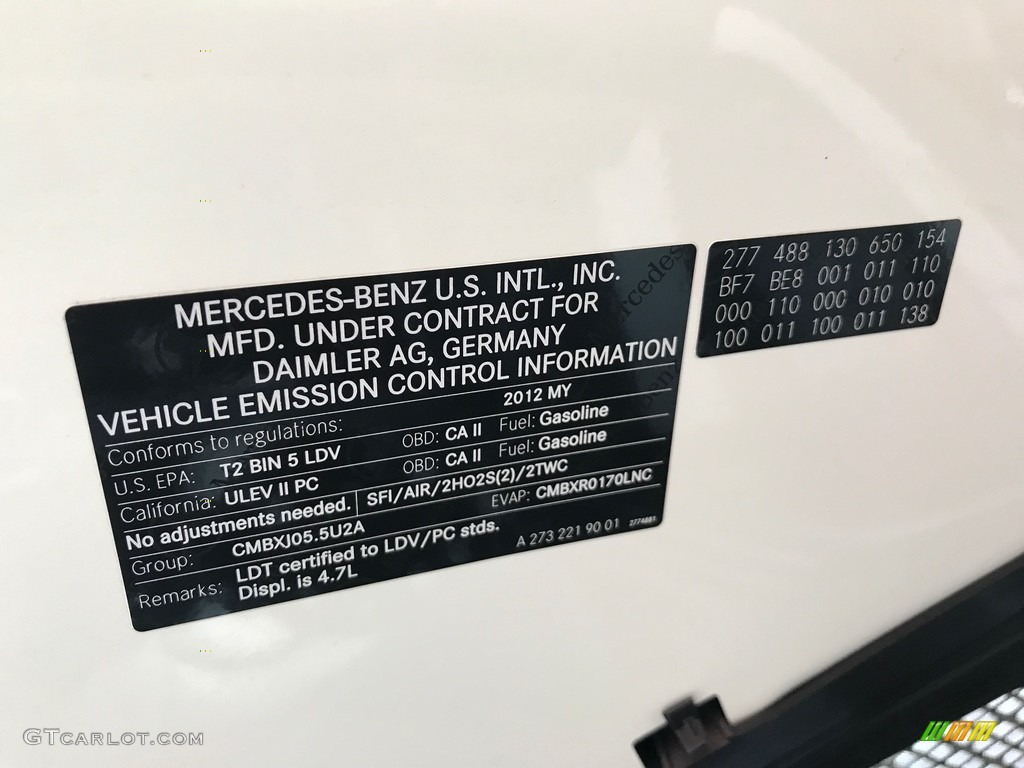 MERCEDES-BENZ U.S. INTL., INC.
MFD. UNDER CONTRACT FOR
DAIMLER AG, GERMANY
VEHICLE EMISSION CONTROL INFORMATION
Conforms to regulations: 2012 MY
U.S. EPA: T2 BIN 5 LDV OBD: CA II Fuel: Gasoline
California: ULEV II PC OBD: CA II Fuel: Gasoline
No adjustments needed. SFI/AIR/2HO2S(2)/2TWC
Group: CMBXJ05.5U2A EVAP: CMBXR0170LNC
Remarks: LDT certified to LDV/PC stds.
Displ. is 4.7L
A 273 221 90 01 2774881
277 488 130 650 154
BF7 BE8 001 011 110
000 110 000 010 010
100 011 100 011 138
GTCARLOT.COM